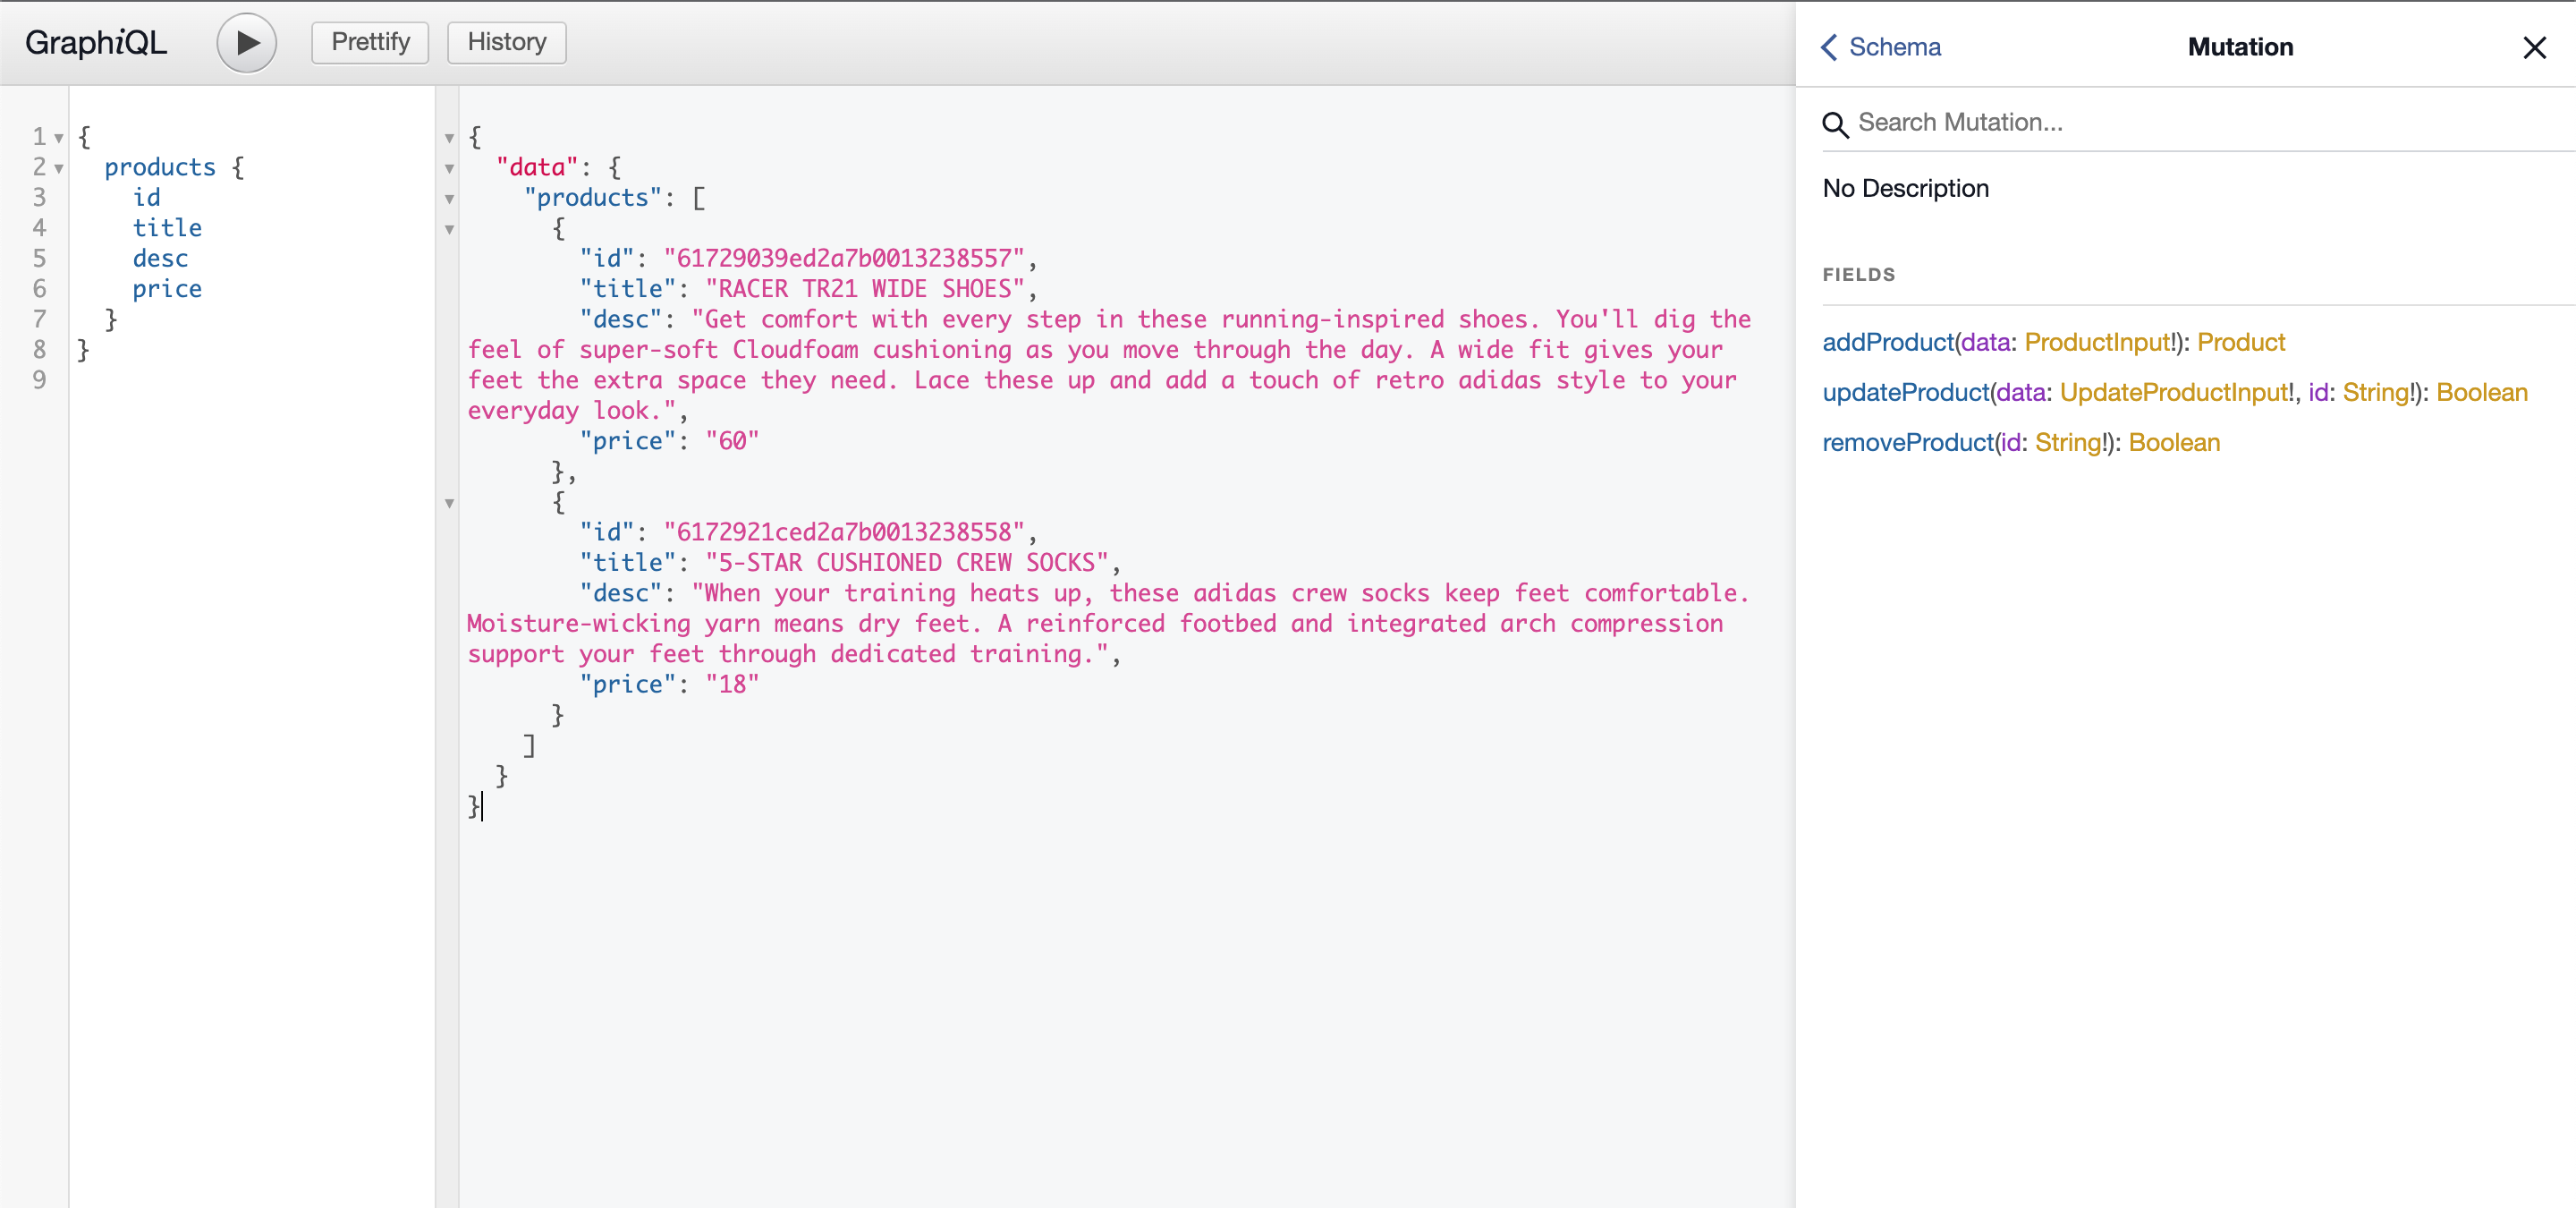 GraphiQL
Prettify
History
1 {
2   products {
3     id
4     title
5     desc
6     price
7   }
8 }
9
{
  "data": {
    "products": [
      {
        "id": "61729039ed2a7b0013238557",
        "title": "RACER TR21 WIDE SHOES",
        "desc": "Get comfort with every step in these running-inspired shoes. You'll dig the
feel of super-soft Cloudfoam cushioning as you move through the day. A wide fit gives your
feet the extra space they need. Lace these up and add a touch of retro adidas style to your
everyday look.",
        "price": "60"
      },
      {
        "id": "6172921ced2a7b0013238558",
        "title": "5-STAR CUSHIONED CREW SOCKS",
        "desc": "When your training heats up, these adidas crew socks keep feet comfortable.
Moisture-wicking yarn means dry feet. A reinforced footbed and integrated arch compression
support your feet through dedicated training.",
        "price": "18"
      }
    ]
  }
}
Schema
Mutation
Search Mutation...
No Description
FIELDS
addProduct(data: ProductInput!): Product
updateProduct(data: UpdateProductInput!, id: String!): Boolean
removeProduct(id: String!): Boolean